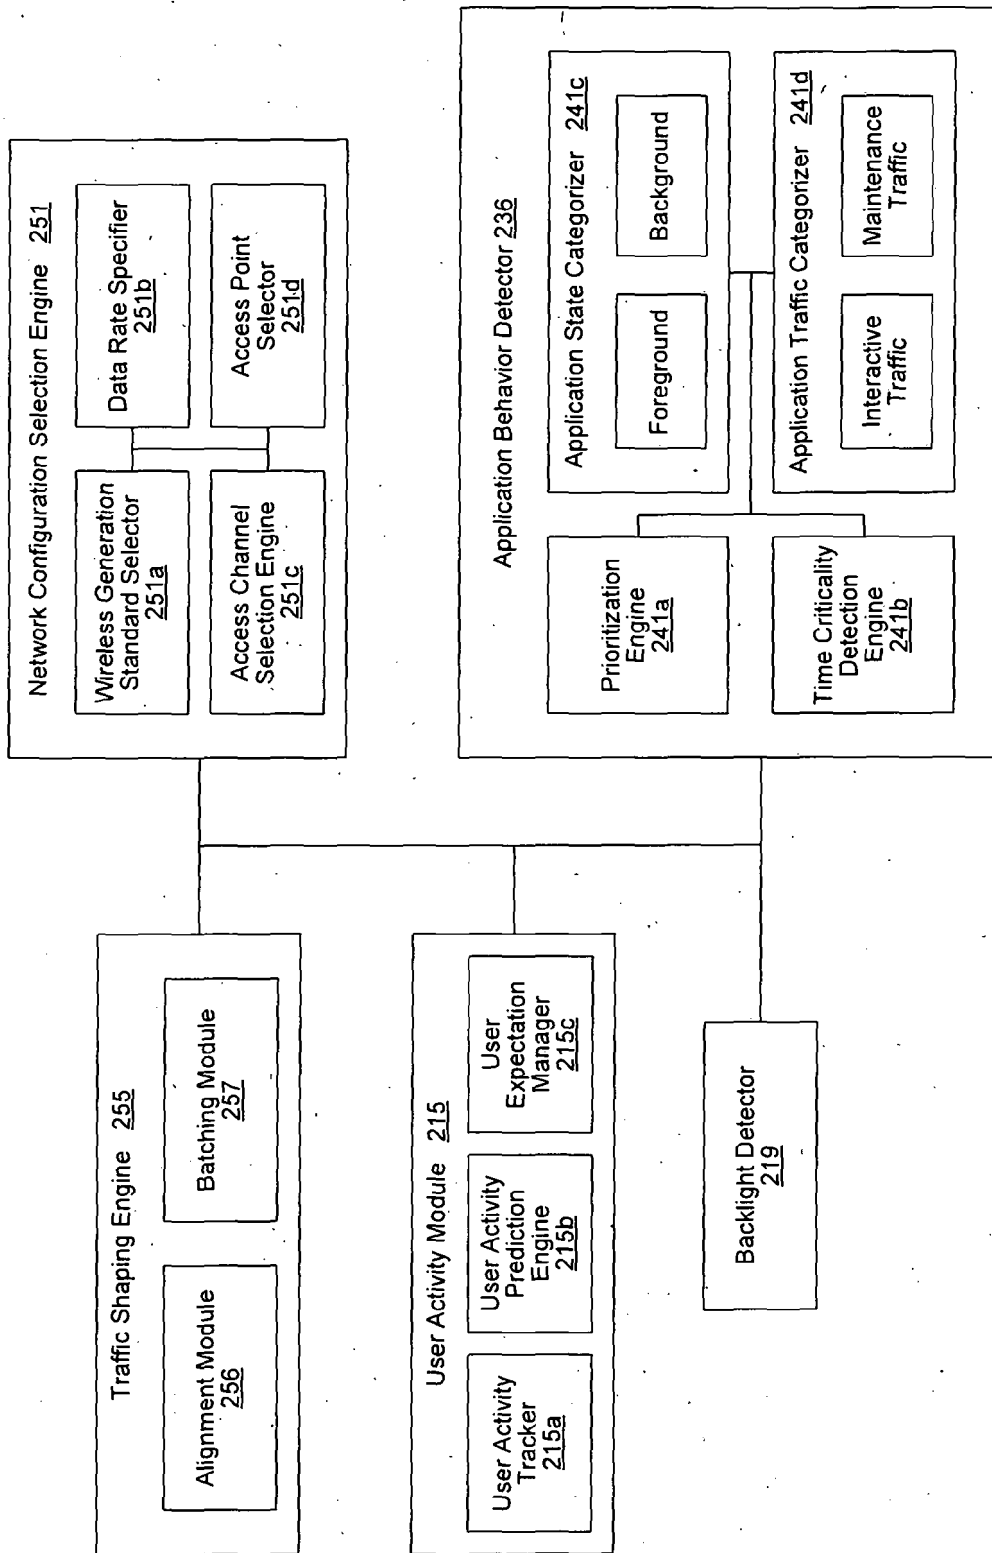 Traffic Shaping Engine 255
Alignment Module
256
Batching Module
257
User Activity Module 215
User Activity
Tracker
215a
User Activity
Prediction
Engine
215b
User
Expectation
Manager
215c
Backlight Detector
219
Network Configuration Selection Engine 251
Wireless Generation
Standard Selector
251a
Data Rate Specifier
251b
Access Channel
Selection Engine
251c
Access Point
Selector
251d
Application Behavior Detector 236
Prioritization
Engine
241a
Application State Categorizer 241c
Foreground
Background
Time Criticality
Detection
Engine
241b
Application Traffic Categorizer 241d
Interactive
Traffic
Maintenance
Traffic